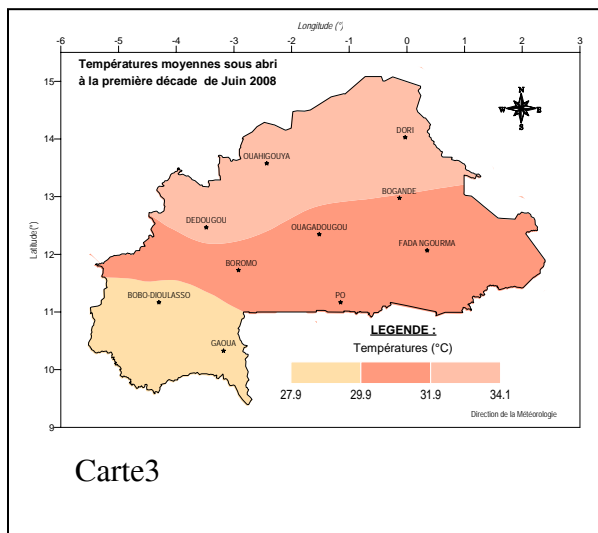 Longitude (°)
-6 -5 -4 -3 -2 -1 0 1 2 3
Températures moyennes sous abri
à la première décade de Juin 2008
15
14
13
12
11
10
9
Latitude(°)
N
W E
S
DORI
OUAHIGOUYA
BOGANDE
DEDOUGOU
OUAGADOUGOU
FADA NGOURMA
BOROMO
BOBO-DIOULASSO
PO
GAOUA
LEGENDE :
Températures (°C)
27.9 29.9 31.9 34.1
Direction de la Météorologie
Carte3